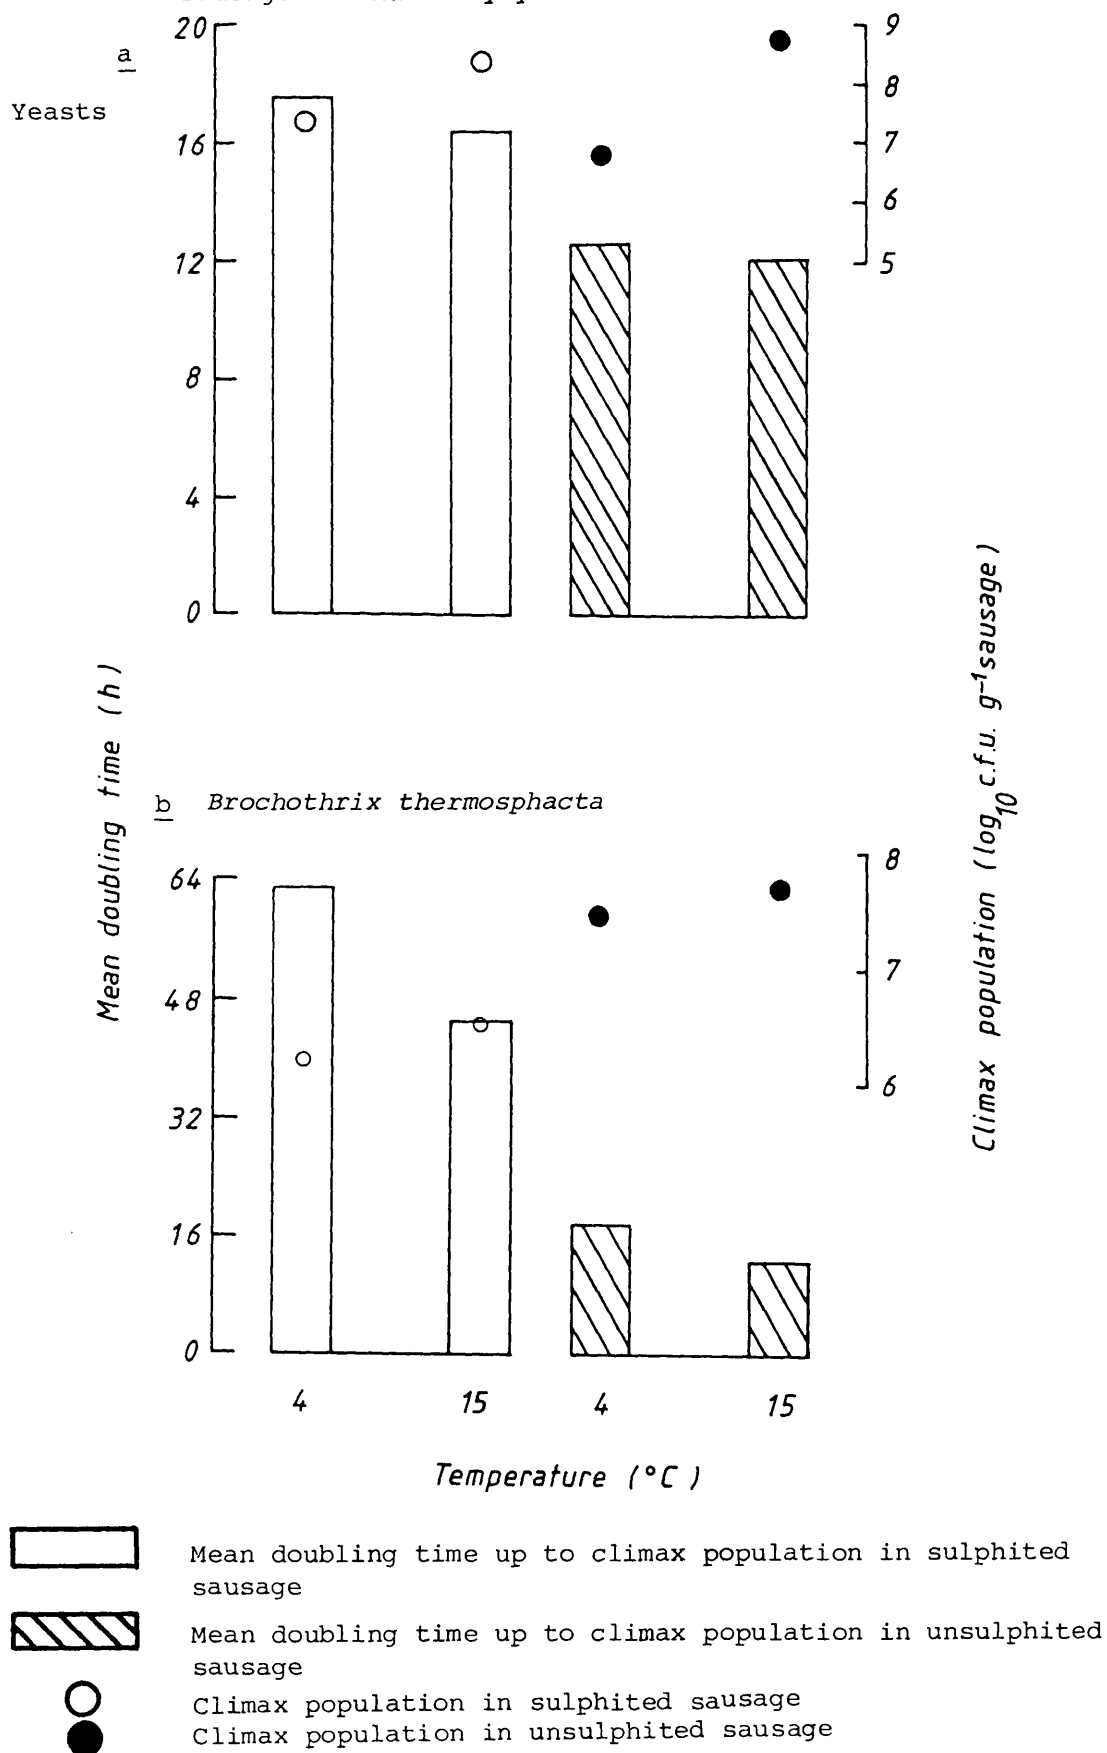 20
a
Yeasts
16
12
8
4
0
9
8
7
6
5
Mean doubling time (h)
Climax population (log10 c.f.u. g-1 sausage)
b Brochothrix thermosphacta
64
48
32
16
0
8
7
6
4 15 4 15
Temperature (°C)
Mean doubling time up to climax population in sulphited
sausage
Mean doubling time up to climax population in unsulphited
sausage
Climax population in sulphited sausage
Climax population in unsulphited sausage